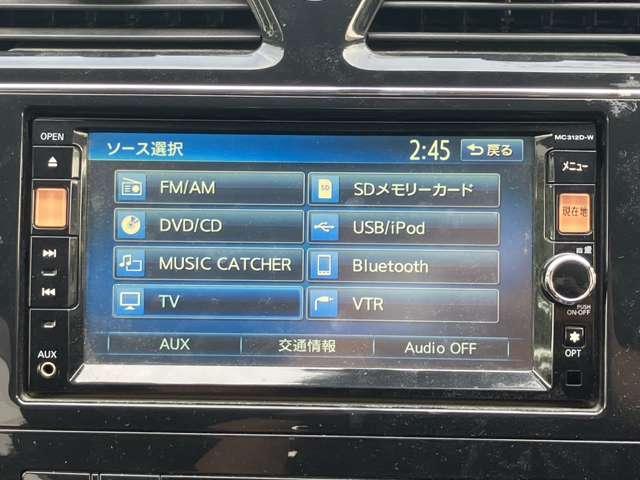 OPEN
MC312D-W
ソース選択
2:45
戻る
メニュー
FM/AM
SDメモリーカード
DVD/CD
USB/iPod
現在地
MUSIC CATCHER
Bluetooth
TV
VTR
PUSH
ON-OFF
AUX
AUX
交通情報
Audio OFF
OPT